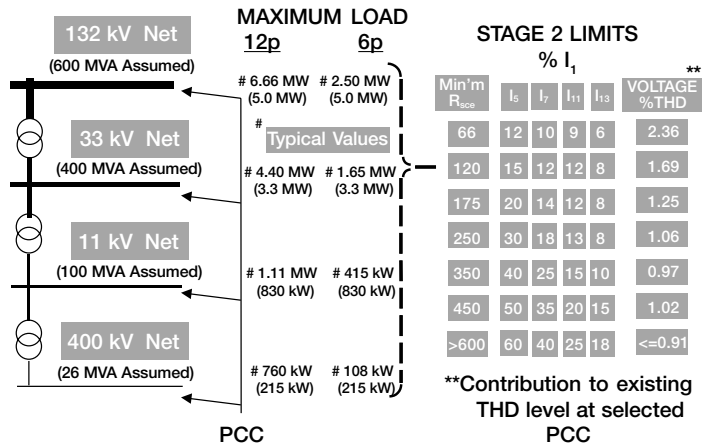 MAXIMUM LOAD
12p 6p
132 kV Net
(600 MVA Assumed)
# 6.66 MW # 2.50 MW
(5.0 MW) (5.0 MW)
# Typical Values
33 kV Net
(400 MVA Assumed)
# 4.40 MW # 1.65 MW
(3.3 MW) (3.3 MW)
11 kV Net
(100 MVA Assumed)
# 1.11 MW # 415 kW
(830 kW) (830 kW)
400 kV Net
(26 MVA Assumed)
# 760 kW # 108 kW
(215 kW) (215 kW)
PCC
STAGE 2 LIMITS
% I1
**
Min'm Rsce I5 I7 I11 I13 VOLTAGE %THD
66 12 10 9 6 2.36
120 15 12 12 8 1.69
175 20 14 12 8 1.25
250 30 18 13 8 1.06
350 40 25 15 10 0.97
450 50 35 20 15 1.02
>600 60 40 25 18 <=0.91
**Contribution to existing
THD level at selected
PCC